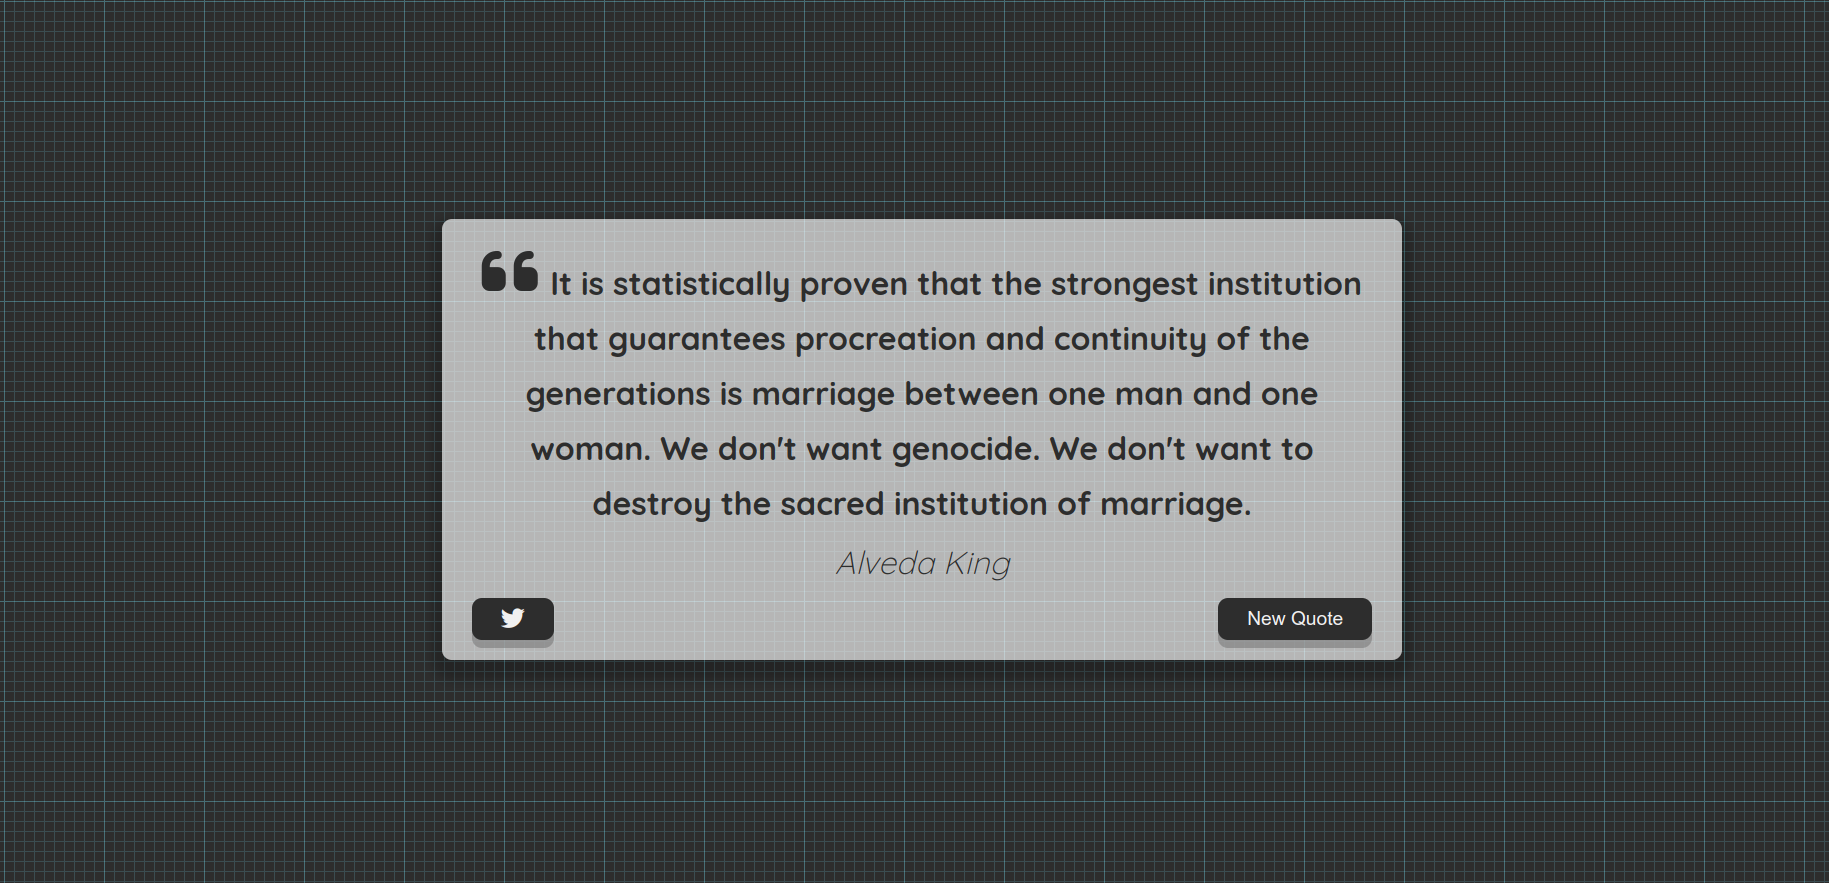 It is statistically proven that the strongest institution
that guarantees procreation and continuity of the
generations is marriage between one man and one
woman. We don't want genocide. We don't want to
destroy the sacred institution of marriage.
Alveda King
New Quote